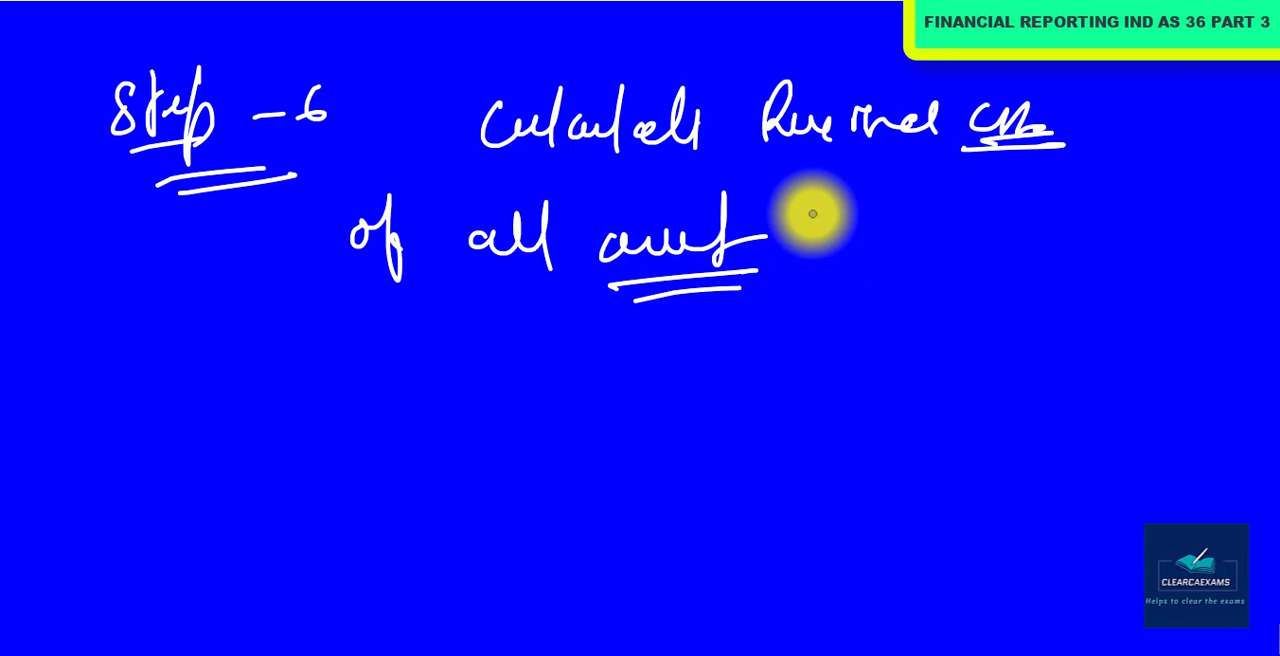 FINANCIAL REPORTING IND AS 36 PART 3
Step - 6 Calculate Revised
of all asset
CLEARCAEXAMS
Helps to clear the exams